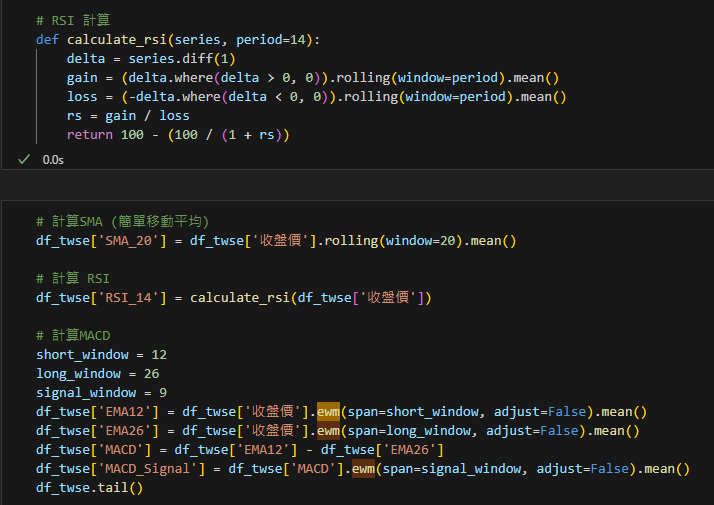 # RSI 計算
def calculate_rsi(series, period=14):
    delta = series.diff(1)
    gain = (delta.where(delta > 0, 0)).rolling(window=period).mean()
    loss = (-delta.where(delta < 0, 0)).rolling(window=period).mean()
    rs = gain / loss
    return 100 - (100 / (1 + rs))
✓ 0.0s
# 計算SMA (簡單移動平均)
df_twse['SMA_20'] = df_twse['收盤價'].rolling(window=20).mean()
# 計算 RSI
df_twse['RSI_14'] = calculate_rsi(df_twse['收盤價'])
# 計算MACD
short_window = 12
long_window = 26
signal_window = 9
df_twse['EMA12'] = df_twse['收盤價'].ewm(span=short_window, adjust=False).mean()
df_twse['EMA26'] = df_twse['收盤價'].ewm(span=long_window, adjust=False).mean()
df_twse['MACD'] = df_twse['EMA12'] - df_twse['EMA26']
df_twse['MACD_Signal'] = df_twse['MACD'].ewm(span=signal_window, adjust=False).mean()
df_twse.tail()